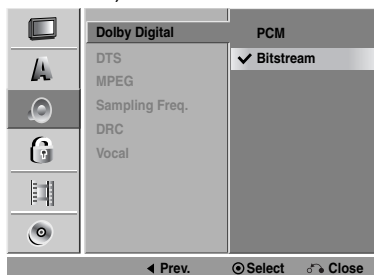 Dolby Digital
DTS
MPEG
Sampling Freq.
DRC
Vocal
PCM
✔ Bitstream
◀ Prev. Select Close